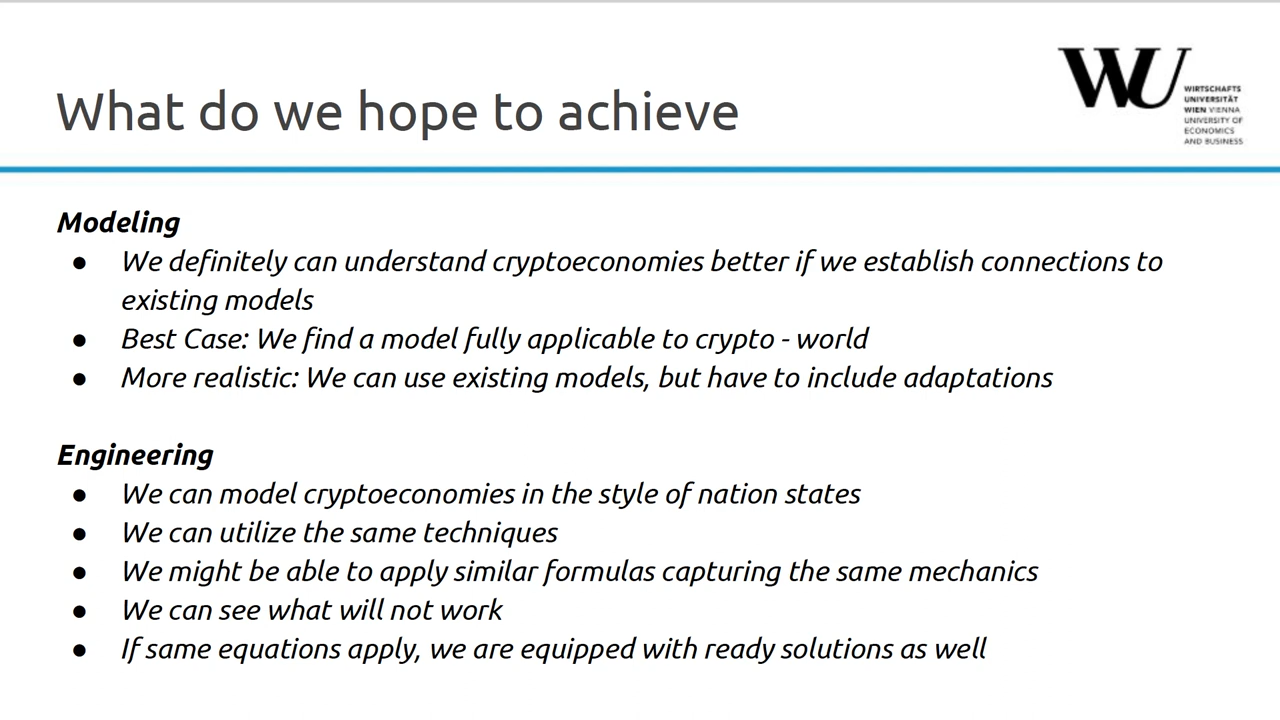 What do we hope to achieve
WU
WIRTSCHAFTS
UNIVERSITÄT
WIEN VIENNA
UNIVERSITY OF
ECONOMICS
AND BUSINESS
Modeling
● We definitely can understand cryptoeconomies better if we establish connections to
existing models
● Best Case: We find a model fully applicable to crypto - world
● More realistic: We can use existing models, but have to include adaptations
Engineering
● We can model cryptoeconomies in the style of nation states
● We can utilize the same techniques
● We might be able to apply similar formulas capturing the same mechanics
● We can see what will not work
● If same equations apply, we are equipped with ready solutions as well